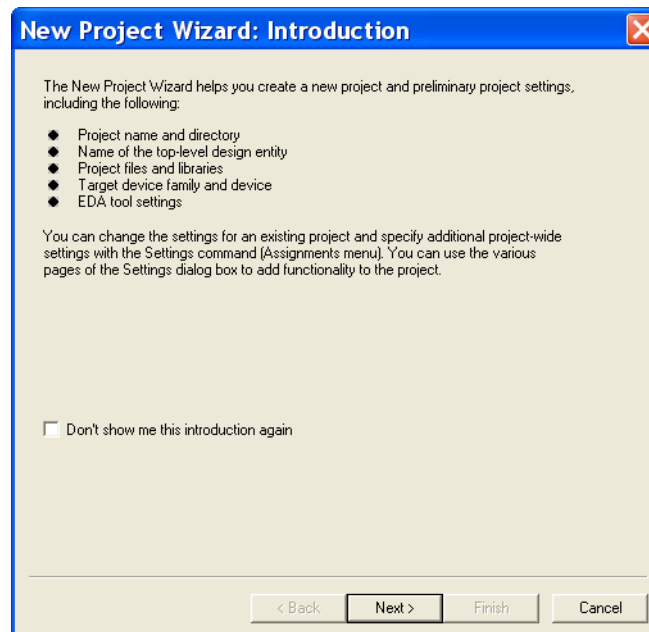 New Project Wizard: Introduction
The New Project Wizard helps you create a new project and preliminary project settings,
including the following:
Project name and directory
Name of the top-level design entity
Project files and libraries
Target device family and device
EDA tool settings
You can change the settings for an existing project and specify additional project-wide
settings with the Settings command (Assignments menu). You can use the various
pages of the Settings dialog box to add functionality to the project.
Don't show me this introduction again
< Back Next > Finish Cancel